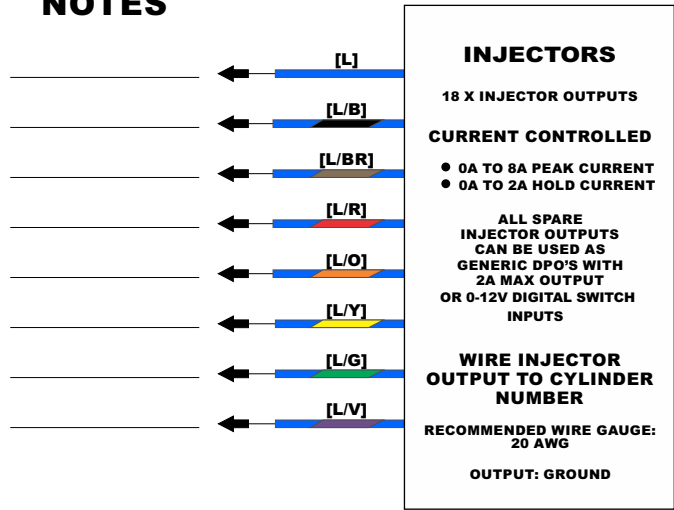 NOTES
[L]
[L/B]
[L/BR]
[L/R]
[L/O]
[L/Y]
[L/G]
[L/V]
INJECTORS
18 X INJECTOR OUTPUTS
CURRENT CONTROLLED
● 0A TO 8A PEAK CURRENT
● 0A TO 2A HOLD CURRENT
ALL SPARE
INJECTOR OUTPUTS
CAN BE USED AS
GENERIC DPO'S WITH
2A MAX OUTPUT
OR 0-12V DIGITAL SWITCH
INPUTS
WIRE INJECTOR
OUTPUT TO CYLINDER
NUMBER
RECOMMENDED WIRE GAUGE:
20 AWG
OUTPUT: GROUND